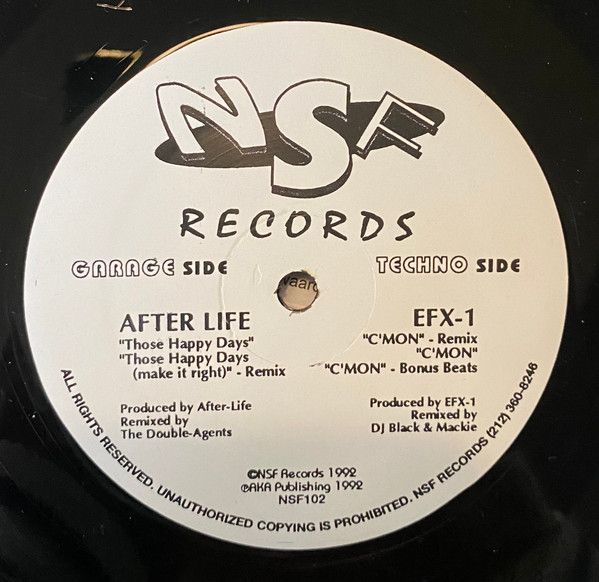 NSF
RECORDS
GARAGE SIDE
TECHNO SIDE
AFTER LIFE
"Those Happy Days"
"Those Happy Days
(make it right)" - Remix
Produced by After-Life
Remixed by
The Double-Agents
EFX-1
"C'MON" - Remix
"C'MON"
"C'MON" - Bonus Beats
Produced by EFX-1
Remixed by
DJ Black & Mackie
©NSF Records 1992
℗AKA Publishing 1992
NSF102
ALL RIGHTS RESERVED. UNAUTHORIZED COPYING IS PROHIBITED. NSF RECORDS (212) 360-8246